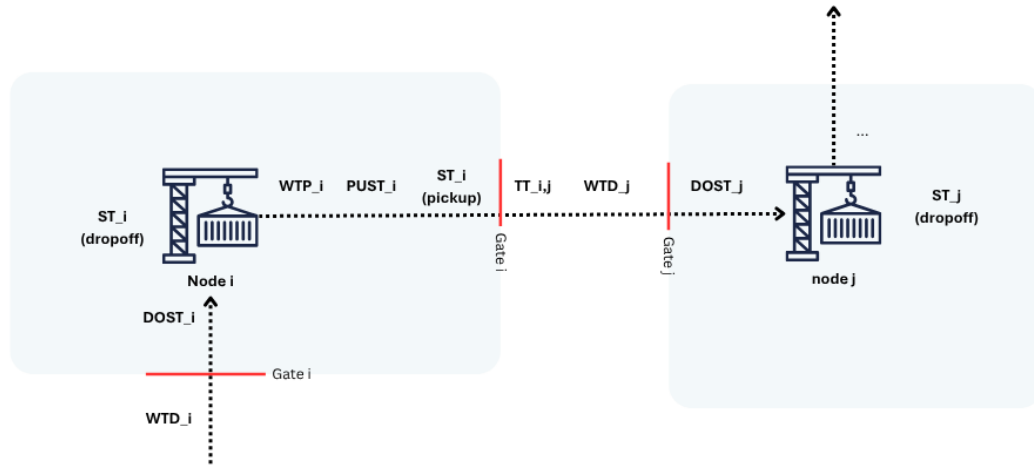 ...
WTP_i
PUST_i
ST_i
(pickup)
TT_i,j
WTD_j
DOST_j
ST_i
(dropoff)
ST_j
(dropoff)
Gate i
Gate j
Node i
node j
DOST_i
Gate i
WTD_i